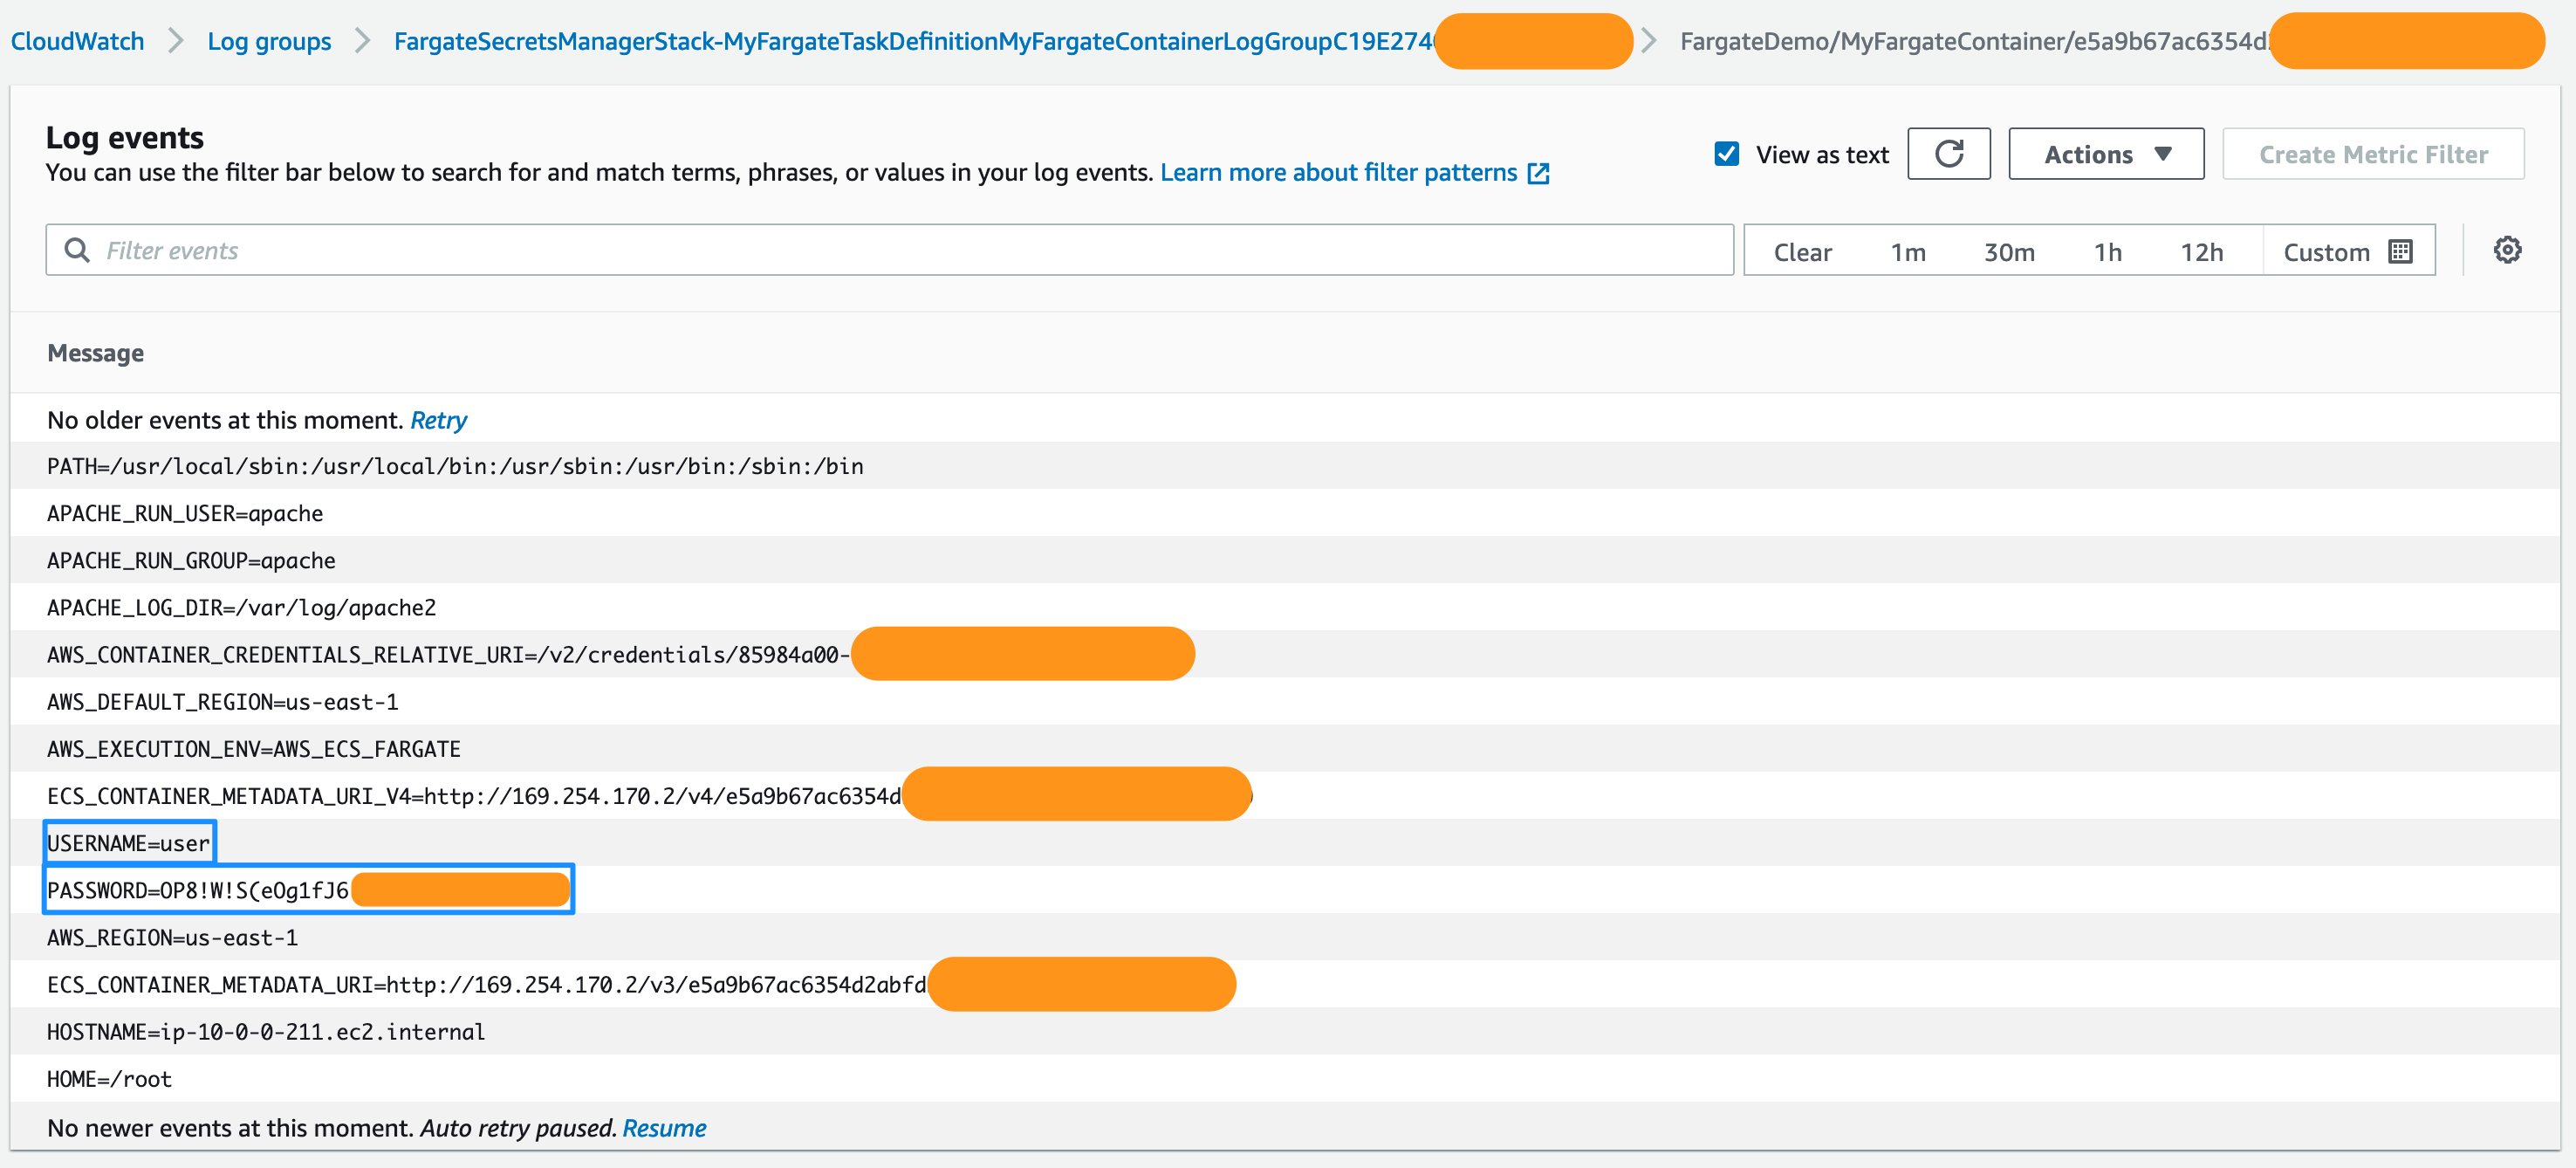 CloudWatch > Log groups > FargateSecretsManagerStack-MyFargateTaskDefinitionMyFargateContainerLogGroupC19E274 > FargateDemo/MyFargateContainer/e5a9b67ac6354d
Log events
View as text Actions ▼ Create Metric Filter
You can use the filter bar below to search for and match terms, phrases, or values in your log events. Learn more about filter patterns
Filter events Clear 1m 30m 1h 12h Custom
Message
No older events at this moment. Retry
PATH=/usr/local/sbin:/usr/local/bin:/usr/sbin:/usr/bin:/sbin:/bin
APACHE_RUN_USER=apache
APACHE_RUN_GROUP=apache
APACHE_LOG_DIR=/var/log/apache2
AWS_CONTAINER_CREDENTIALS_RELATIVE_URI=/v2/credentials/85984a00-
AWS_DEFAULT_REGION=us-east-1
AWS_EXECUTION_ENV=AWS_ECS_FARGATE
ECS_CONTAINER_METADATA_URI_V4=http://169.254.170.2/v4/e5a9b67ac6354d
USERNAME=user
PASSWORD=OP8!W!S(eOg1fJ6
AWS_REGION=us-east-1
ECS_CONTAINER_METADATA_URI=http://169.254.170.2/v3/e5a9b67ac6354d2abfd
HOSTNAME=ip-10-0-0-211.ec2.internal
HOME=/root
No newer events at this moment. Auto retry paused. Resume